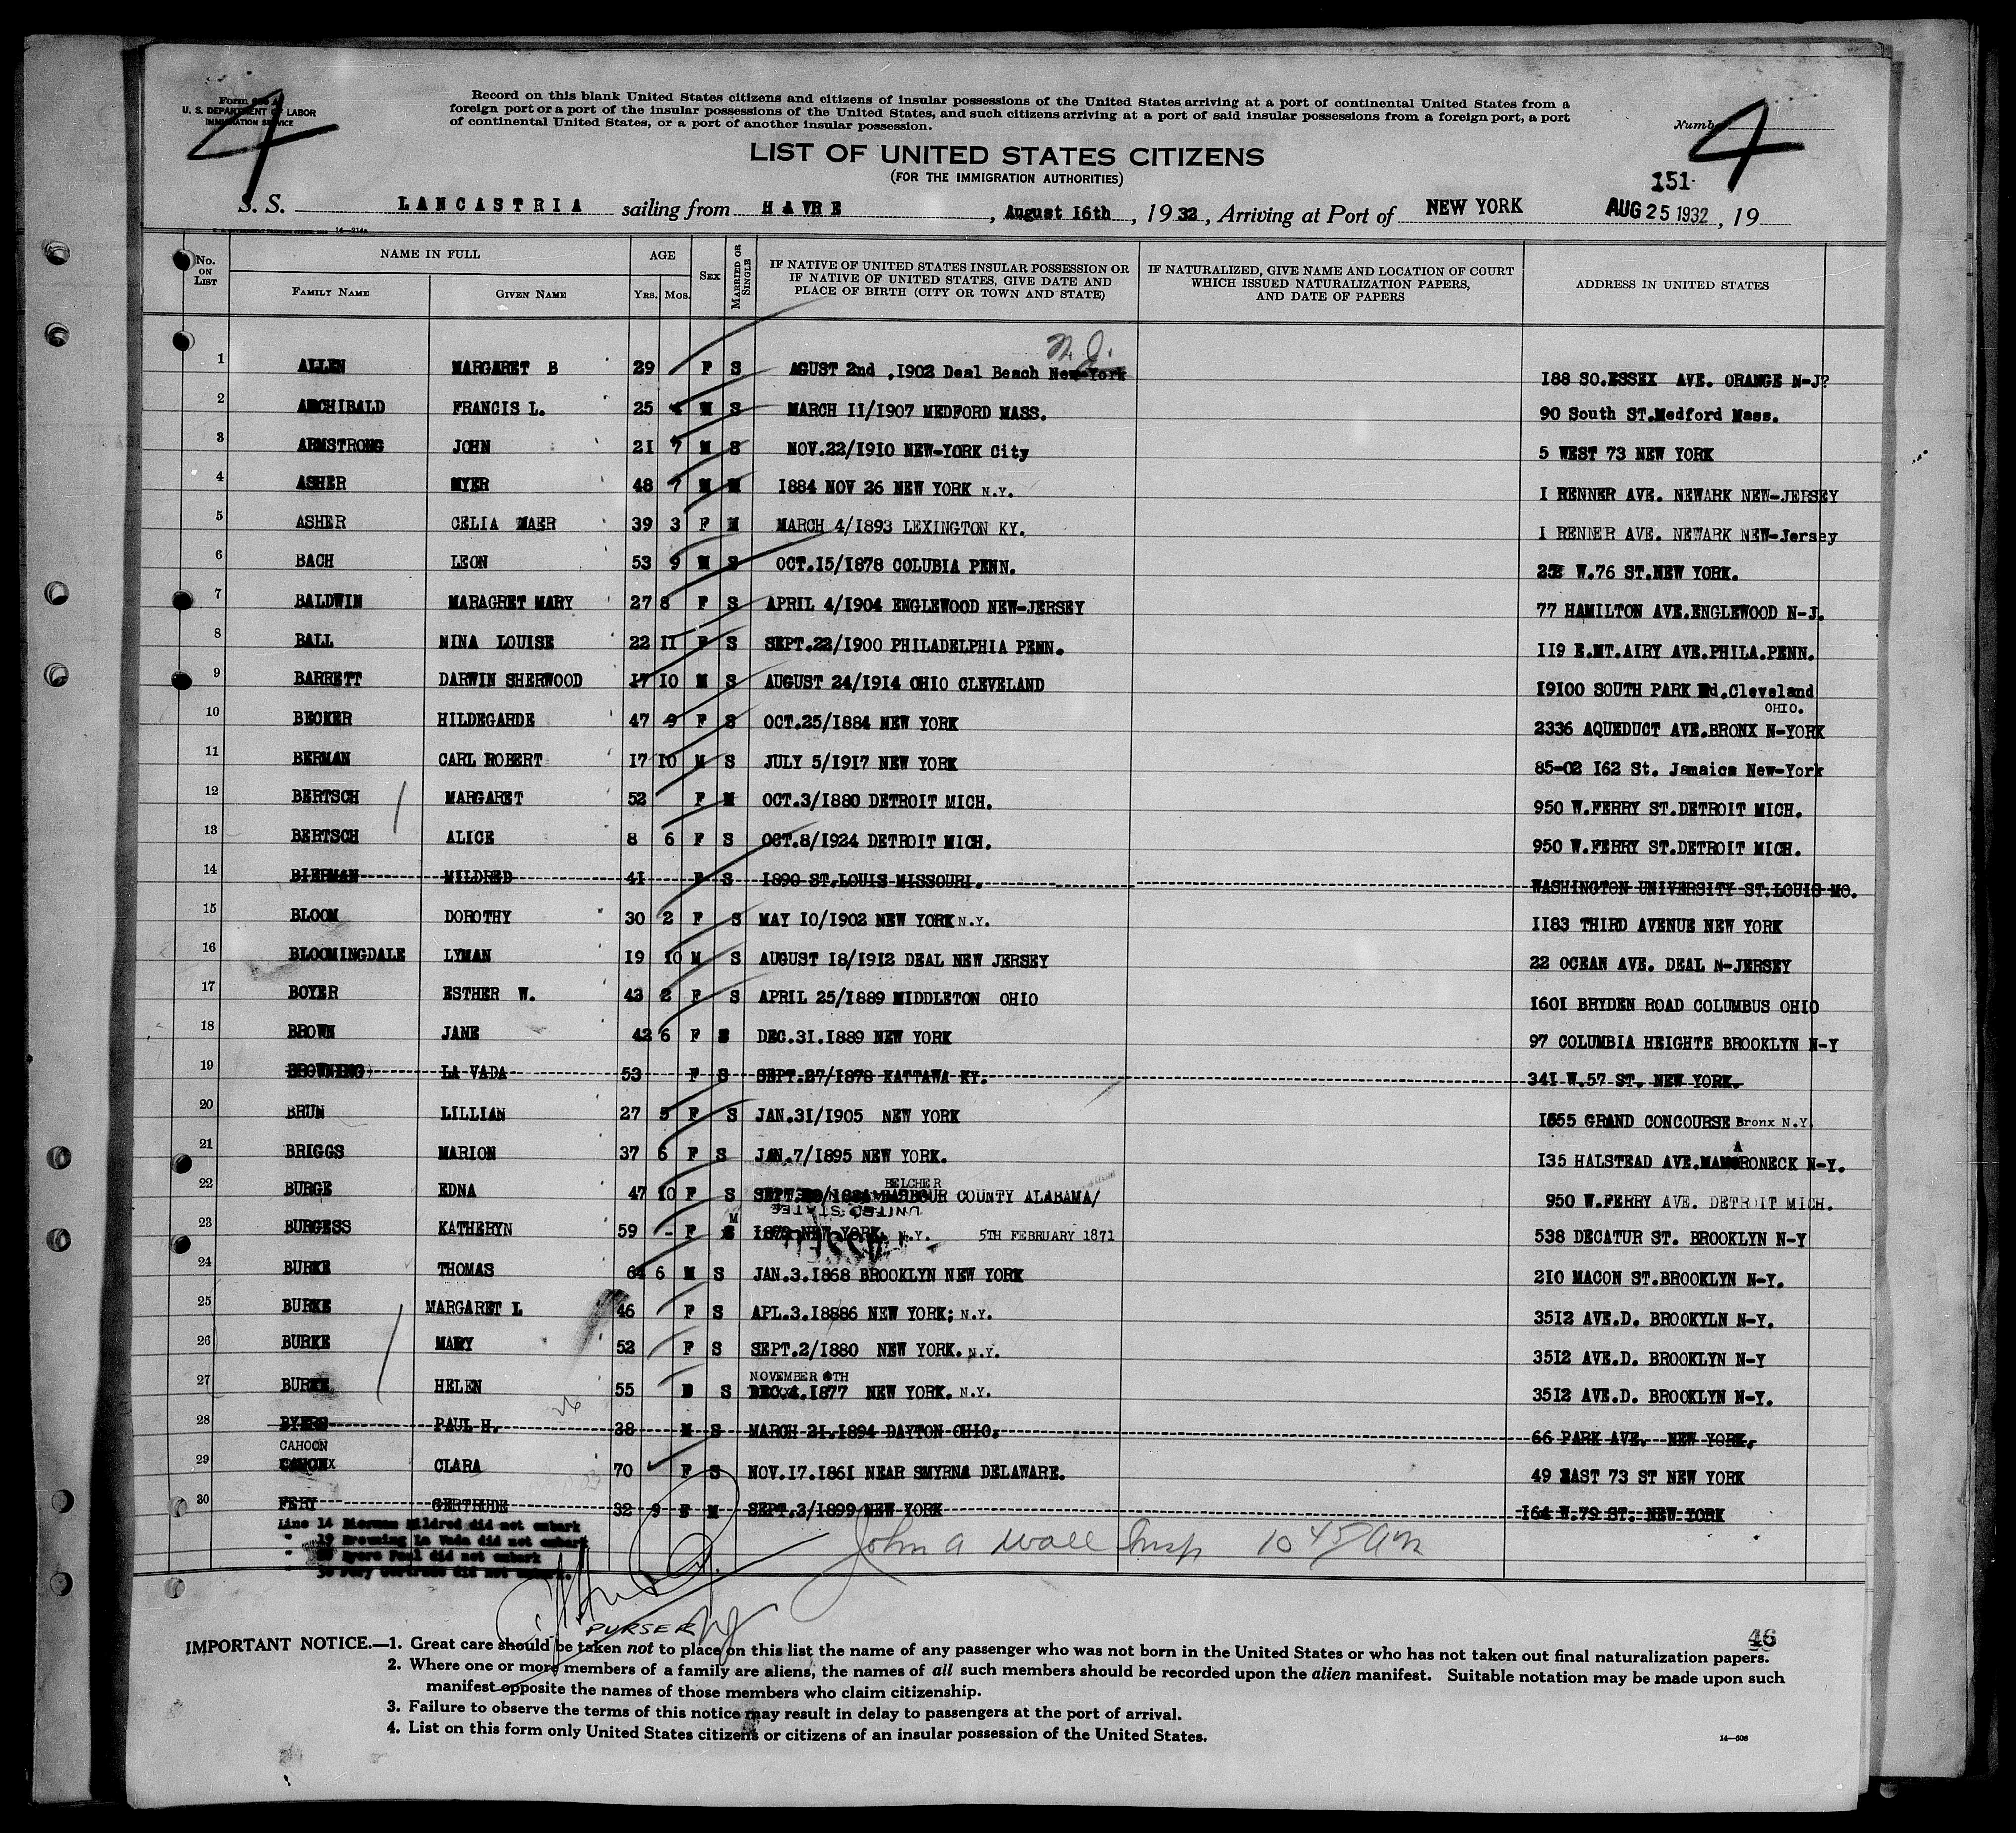 4
Form 630 A
U. S. DEPARTMENT OF LABOR
IMMIGRATION SERVICE
Record on this blank United States citizens and citizens of insular possessions of the United States arriving at a port of continental United States from a
foreign port or a port of the insular possessions of the United States, and such citizens arriving at a port of said insular possessions from a foreign port, a port
of continental United States, or a port of another insular possession.
Number 4
LIST OF UNITED STATES CITIZENS
(FOR THE IMMIGRATION AUTHORITIES)
151
S. S. LANCASTRIA sailing from HAVRE, August 16th, 1932, Arriving at Port of NEW YORK AUG 25 1932, 19
No. ON LIST NAME IN FULL AGE SEX MARRIED OR SINGLE IF NATIVE OF UNITED STATES INSULAR POSSESSION OR IF NATIVE OF UNITED STATES, GIVE DATE AND PLACE OF BIRTH (CITY OR TOWN AND STATE) IF NATURALIZED, GIVE NAME AND LOCATION OF COURT WHICH ISSUED NATURALIZATION PAPERS, AND DATE OF PAPERS ADDRESS IN UNITED STATES
FAMILY NAME GIVEN NAME YRS. MOS.
N.J.
1 ALLEN MARGARET B 29 F S AGUST 2nd ,1902 Deal Beach New-York 188 SO.ESSEX AVE. ORANGE N-J?
2 ARCHIBALD FRANCIS L. 25 M S MARCH 11/1907 MEDFORD MASS. 90 South ST.Medford Mass.
3 ARMSTRONG JOHN 21 7 M S NOV.22/1910 NEW-YORK City 5 WEST 73 NEW YORK
4 ASHER MYER 48 7 M M 1884 NOV 26 NEW YORK N.Y. 1 RENNER AVE. NEWARK NEW-JERSEY
5 ASHER CELIA MAER 39 3 F M MARCH 4/1893 LEXINGTON KY. 1 RENNER AVE. NEWARK NEW-Jersey
6 BACH LEON 53 9 M S OCT.15/1878 COLUBIA PENN. W.76 ST.NEW YORK.
7 BALDWIN MARAGRET MARY 27 8 F S APRIL 4/1904 ENGLEWOOD NEW-JERSEY 77 HAMILTON AVE.ENGLEWOOD N-J.
8 BALL NINA LOUISE 22 11 F S SEPT.22/1900 PHILADELPHIA PENN. 119 E.MT.AIRY AVE.PHILA.PENN.
9 BARRETT DARWIN SHERWOOD 17 10 M S AUGUST 24/1914 OHIO CLEVELAND 19100 SOUTH PARK Rd,Cleveland
OHIO.
10 BECKER HILDEGARDE 47 9 F S OCT.25/1884 NEW YORK 2336 AQUEDUCT AVE.BRONX N-YORK
11 BERMAN CARL ROBERT 17 10 M S JULY 5/1917 NEW YORK 85-02 162 St. Jamaica New-York
12 BERTSCH MARGARET 52 F M OCT.3/1880 DETROIT MICH. 950 W.FERRY ST.DETROIT MICH.
13 BERTSCH ALICE 8 6 F S OCT.8/1924 DETROIT MICH. 950 W.FERRY ST.DETROIT MICH.
14 BIERMAN MILDRED 41 F S 1890 ST.LOUIS MISSOURI. WASHINGTON UNIVERSITY ST.LOUIS MO.
15 BLOOM DOROTHY 30 2 F S MAY 10/1902 NEW YORK N.Y. 1183 THIRD AVENUE NEW YORK
16 BLOOMINGDALE LYMAN 19 10 M S AUGUST 18/1912 DEAL NEW JERSEY 22 OCEAN AVE. DEAL N-JERSEY
17 BOYER ESTHER W. 43 2 F S APRIL 25/1889 MIDDLETON OHIO 1601 BRYDEN ROAD COLUMBUS OHIO
18 BROWN JANE 42 6 F S DEC.31.1889 NEW YORK 97 COLUMBIA HEIGHTE BROOKLYN N-Y
19 BROWNING LA VADA 53 F S SEPT.27/1878 KATTAWA KY. 341 W.57 ST. NEW YORK.
20 BRUN LILLIAN 27 5 F S JAN.31/1905 NEW YORK 1655 GRAND CONCOURSE Bronx N.Y.
21 BRIGGS MARION 37 6 F S JAN.7/1895 NEW YORK. 135 HALSTEAD AVE.MAMARONECK N-Y.
BELCHER
22 BURGE EDNA 47 10 F S BARBOUR COUNTY ALABAMA/ 950 W.FERRY AVE. DETROIT MICH.
UNITED STATES
23 BURGESS KATHERYN 59 - F M NEW YORK. N.Y. 5TH FEBRUARY 1871 538 DECATUR ST. BROOKLYN N-Y
24 BURKE THOMAS 64 6 M S JAN.3.1868 BROOKLYN NEW YORK 210 MACON ST.BROOKLYN N-Y.
25 BURKE MARGARET L 46 F S APL.3.18886 NEW YORK; N.Y. 3512 AVE.D. BROOKYLN N-Y.
26 BURKE MARY 52 F S SEPT.2/1880 NEW YORK. N.Y. 3512 AVE.D. BROOKLYN N-Y
NOVEMBER 4TH
27 BURKE HELEN 55 S 1877 NEW YORK. N.Y. 3512 AVE.D. BROOKLYN N-Y.
28 BYERS PAUL H. 38 M S MARCH 21.1894 DAYTON OHIO. 66 PARK AVE. NEW YORK.
CAHOON
29 CLARA 70 F S NOV.17.1861 NEAR SMYRNA DELAWARE. 49 EAST 73 ST NEW YORK
30 FERY GERTRUDE 32 9 F M SEPT.3/1899 NEW YORK 164 W.79 ST. NEW YORK
Line 14 Bierman Mildred did not embark
" 19 Browning La Vada did not embark
" 28 Byers Paul did not embark
" 30 Fery Gertrude did not embark.
John A Wall Insp 10 45 am
PURSER
46
IMPORTANT NOTICE.—1. Great care should be taken not to place on this list the name of any passenger who was not born in the United States or who has not taken out final naturalization papers.
2. Where one or more members of a family are aliens, the names of all such members should be recorded upon the alien manifest. Suitable notation may be made upon such
manifest opposite the names of those members who claim citizenship.
3. Failure to observe the terms of this notice may result in delay to passengers at the port of arrival.
4. List on this form only United States citizens or citizens of an insular possession of the United States.
14—608